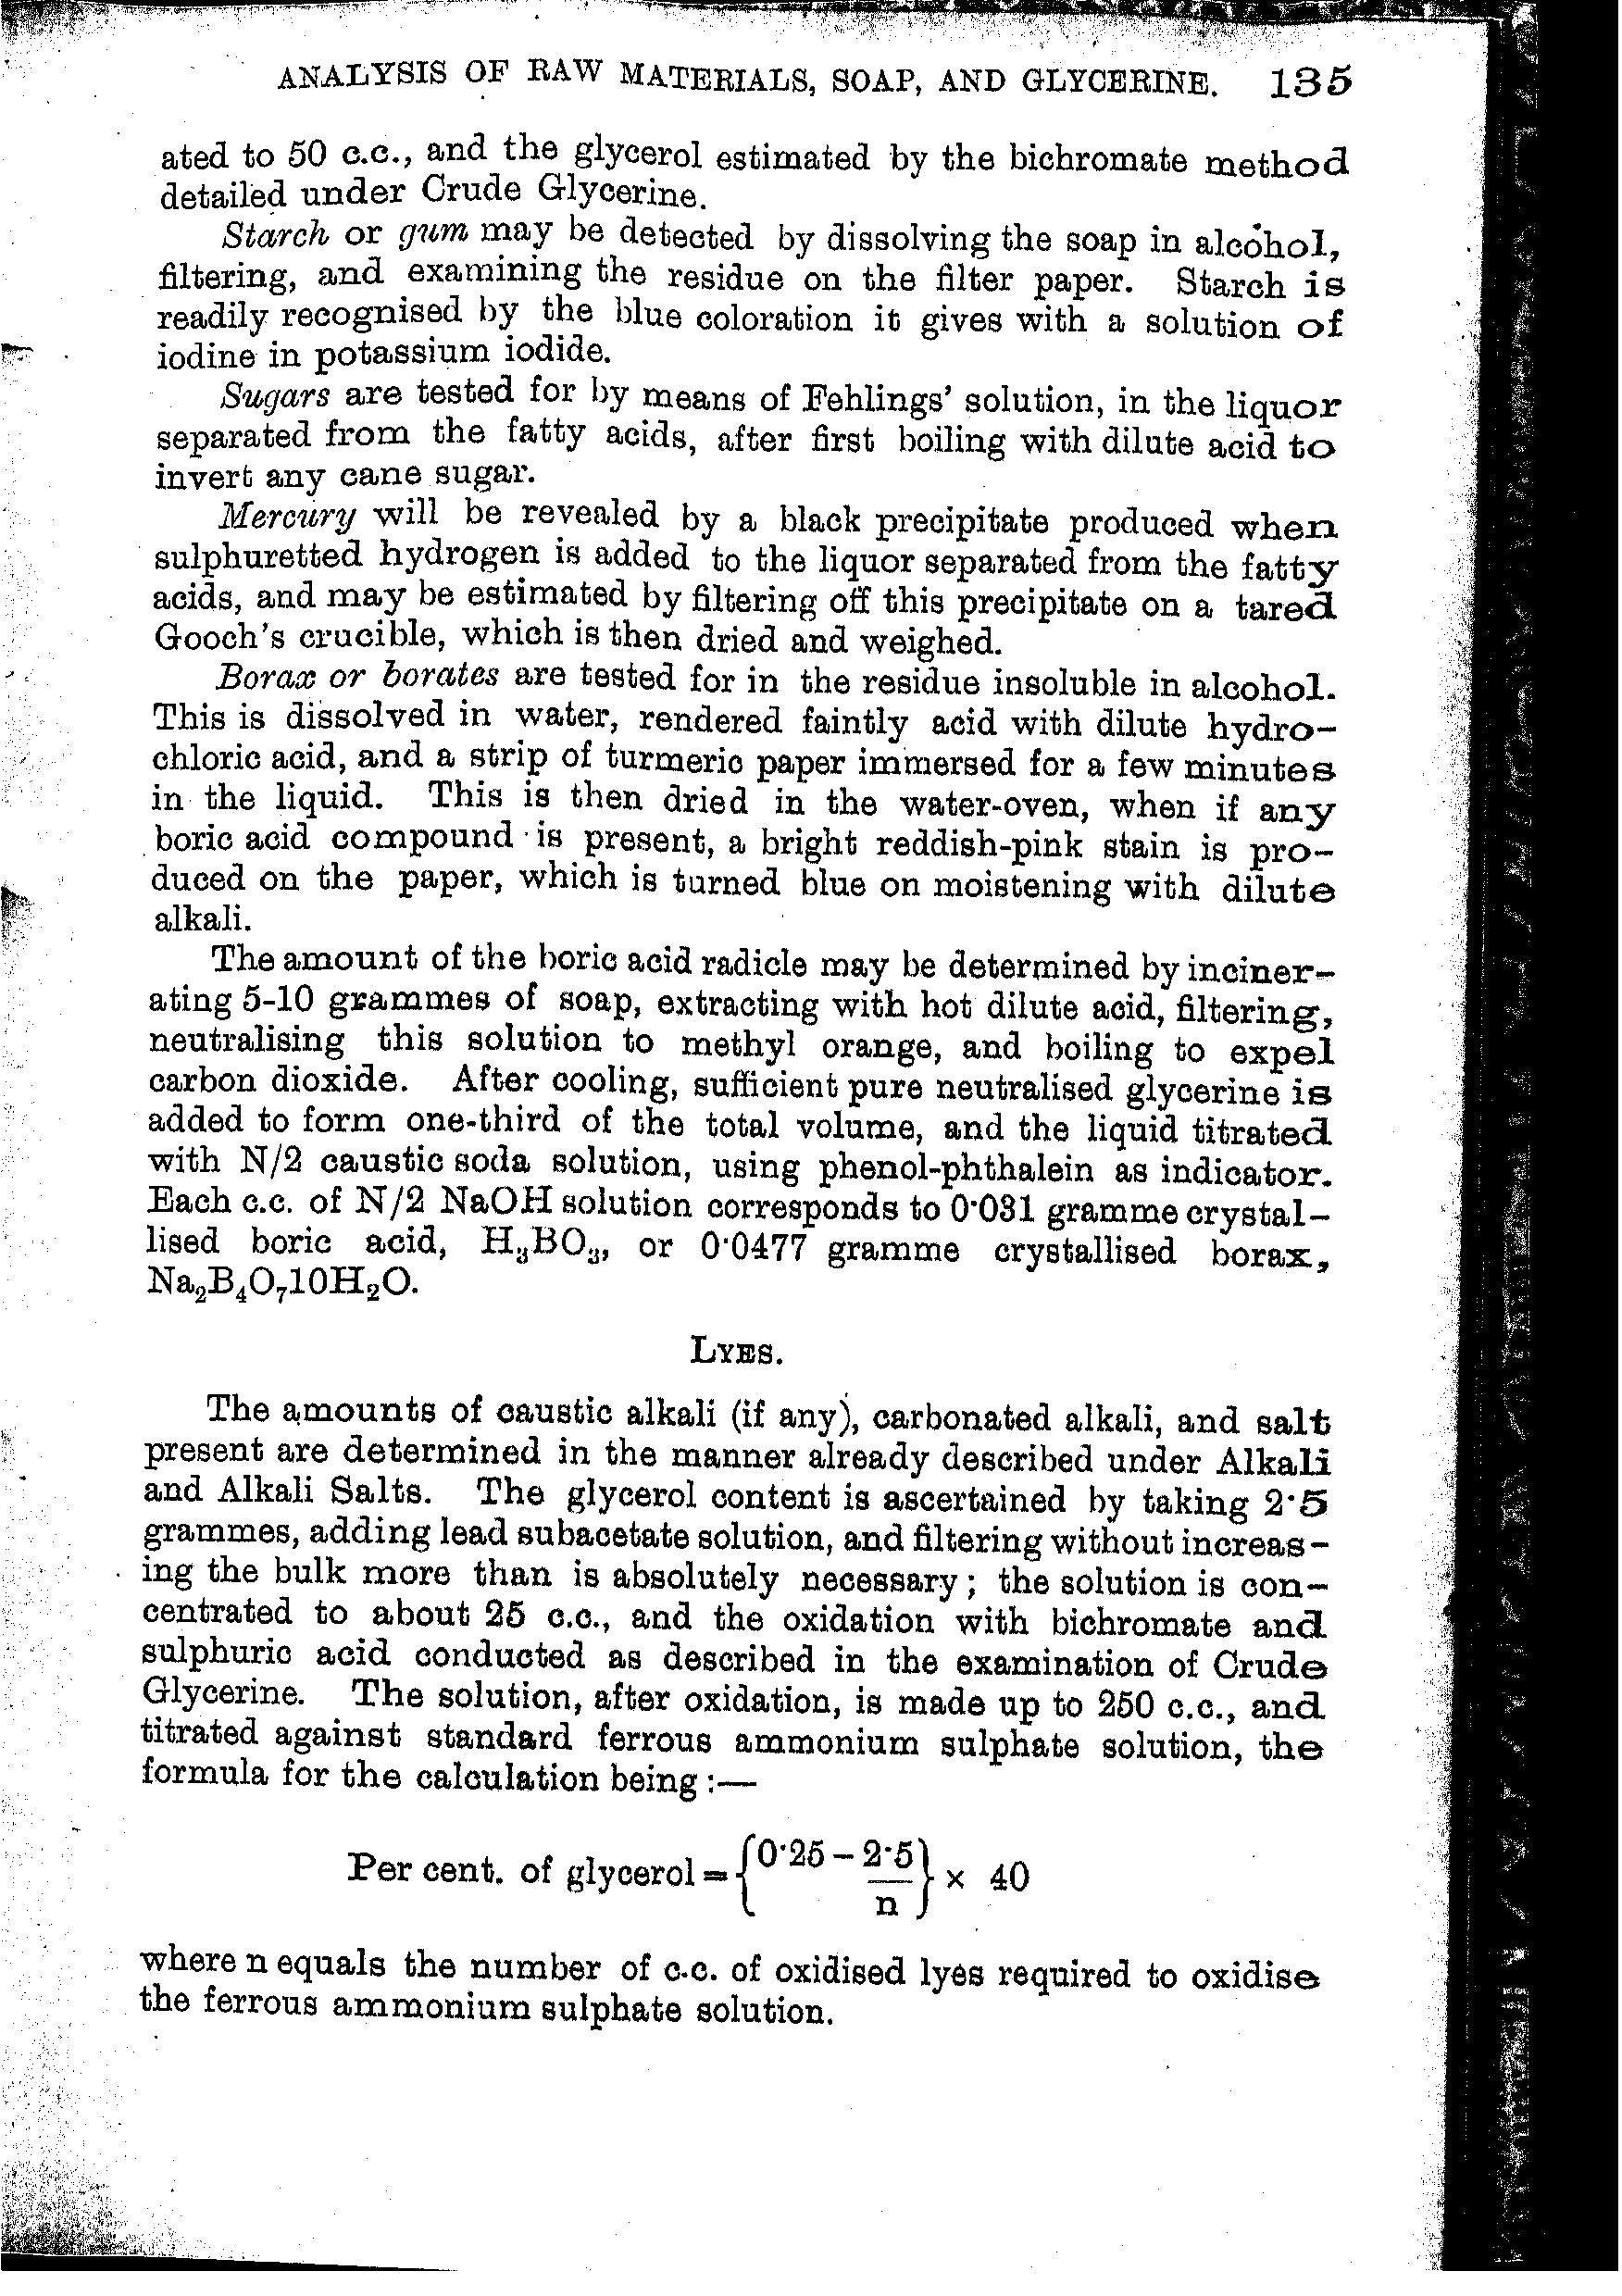 ANALYSIS OF RAW MATERIALS, SOAP, AND GLYCERINE. 135
ated to 50 c.c., and the glycerol estimated by the bichromate method
detailed under Crude Glycerine.
Starch or gum may be detected by dissolving the soap in alcohol,
filtering, and examining the residue on the filter paper. Starch is
readily recognised by the blue coloration it gives with a solution of
iodine in potassium iodide.
Sugars are tested for by means of Fehlings' solution, in the liquor
separated from the fatty acids, after first boiling with dilute acid to
invert any cane sugar.
Mercury will be revealed by a black precipitate produced when
sulphuretted hydrogen is added to the liquor separated from the fatty
acids, and may be estimated by filtering off this precipitate on a tared
Gooch's crucible, which is then dried and weighed.
Borax or borates are tested for in the residue insoluble in alcohol.
This is dissolved in water, rendered faintly acid with dilute hydro-
chloric acid, and a strip of turmeric paper immersed for a few minutes
in the liquid. This is then dried in the water-oven, when if any
boric acid compound is present, a bright reddish-pink stain is pro-
duced on the paper, which is turned blue on moistening with dilute
alkali.
The amount of the boric acid radicle may be determined by inciner-
ating 5-10 grammes of soap, extracting with hot dilute acid, filtering,
neutralising this solution to methyl orange, and boiling to expel
carbon dioxide. After cooling, sufficient pure neutralised glycerine is
added to form one-third of the total volume, and the liquid titrated
with N/2 caustic soda solution, using phenol-phthalein as indicator.
Each c.c. of N/2 NaOH solution corresponds to 0·031 gramme crystal-
lised boric acid, H₃BO₃, or 0·0477 gramme crystallised borax,
Na₂B₄O₇10H₂O.
LYES.
The amounts of caustic alkali (if any), carbonated alkali, and salt
present are determined in the manner already described under Alkali
and Alkali Salts. The glycerol content is ascertained by taking 2·5
grammes, adding lead subacetate solution, and filtering without increas-
ing the bulk more than is absolutely necessary; the solution is con-
centrated to about 25 c.c., and the oxidation with bichromate and
sulphuric acid conducted as described in the examination of Crude
Glycerine. The solution, after oxidation, is made up to 250 c.c., and
titrated against standard ferrous ammonium sulphate solution, the
formula for the calculation being:—
Per cent. of glycerol = {0·25 – 2·5/n} × 40
where n equals the number of c.c. of oxidised lyes required to oxidise
the ferrous ammonium sulphate solution.